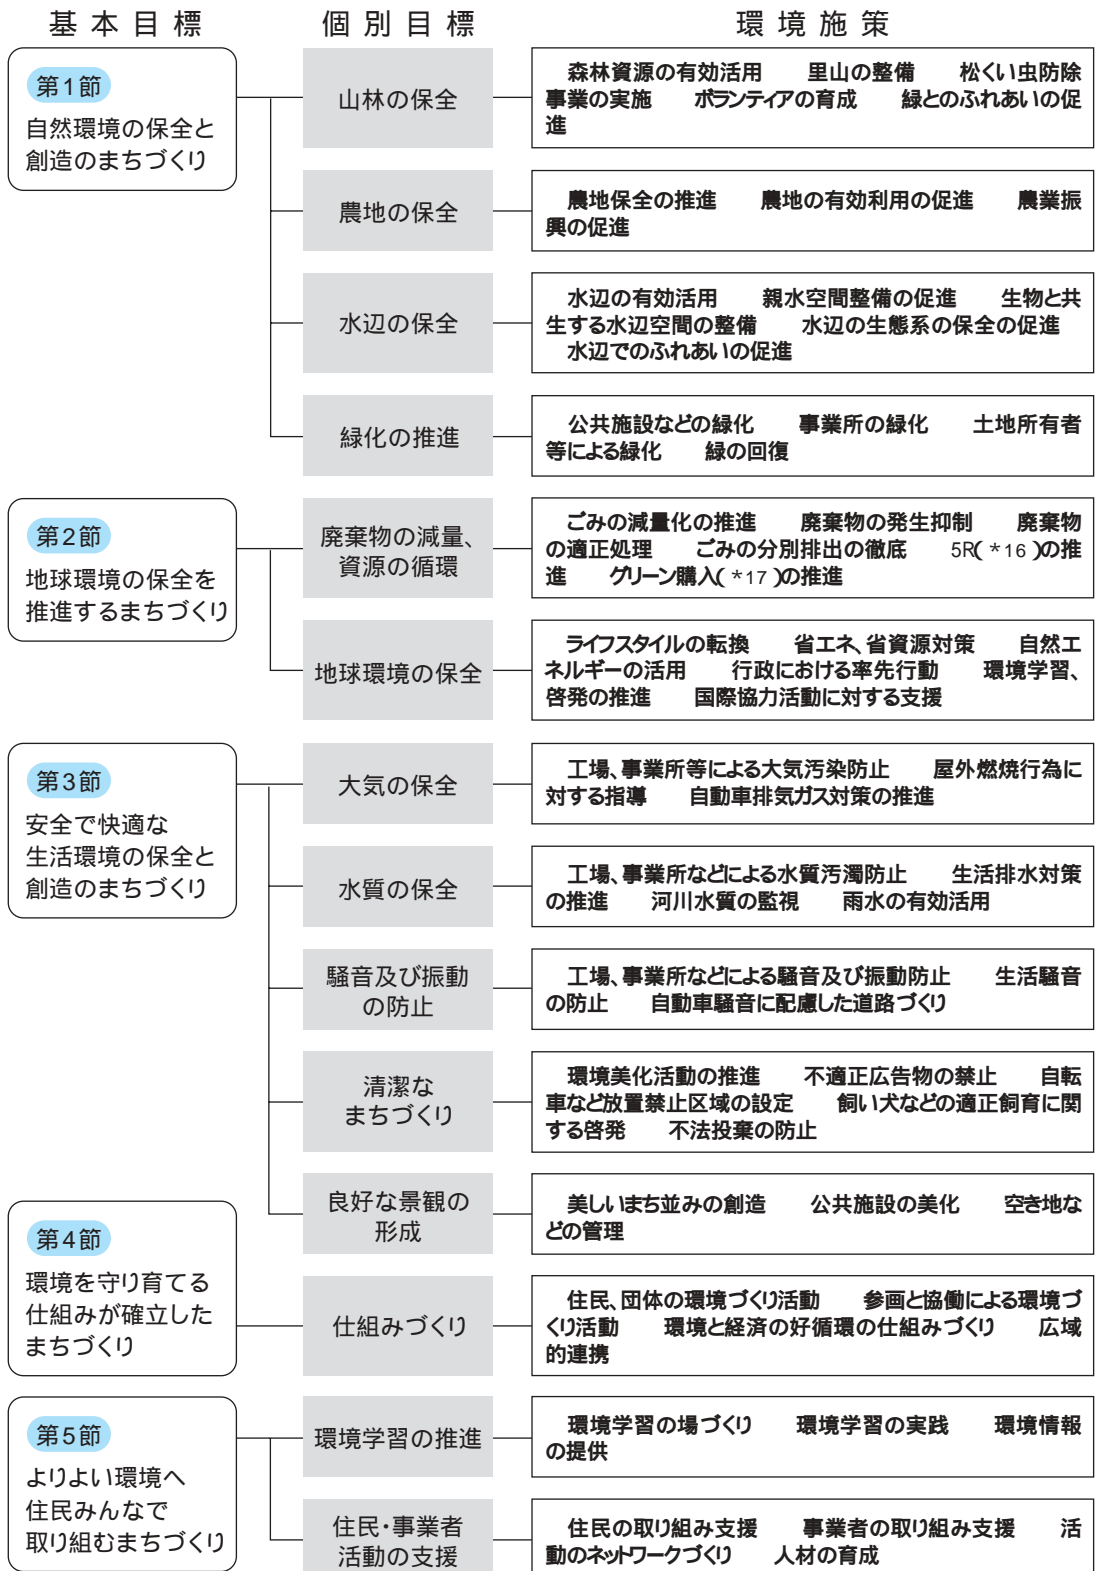 基本目標　個別目標　環境施策
第1節
自然環境の保全と
創造のまちづくり
山林の保全
森林資源の有効活用　里山の整備　松くい虫防除
事業の実施　ボランティアの育成　緑とのふれあいの促
進
農地の保全
農地保全の推進　農地の有効利用の促進　農業振
興の促進
水辺の保全
水辺の有効活用　親水空間整備の促進　生物と共
生する水辺空間の整備　水辺の生態系の保全の促進
水辺でのふれあいの促進
緑化の推進
公共施設などの緑化　事業所の緑化　土地所有者
等による緑化　緑の回復
第2節
地球環境の保全を
推進するまちづくり
廃棄物の減量、
資源の循環
ごみの減量化の推進　廃棄物の発生抑制　廃棄物
の適正処理　ごみの分別排出の徹底　5R(*16)の推
進　グリーン購入(*17)の推進
地球環境の保全
ライフスタイルの転換　省エネ、省資源対策　自然エ
ネルギーの活用　行政における率先行動　環境学習、
啓発の推進　国際協力活動に対する支援
第3節
安全で快適な
生活環境の保全と
創造のまちづくり
大気の保全
工場、事業所等による大気汚染防止　屋外燃焼行為に
対する指導　自動車排気ガス対策の推進
水質の保全
工場、事業所などによる水質汚濁防止　生活排水対策
の推進　河川水質の監視　雨水の有効活用
騒音及び振動
の防止
工場、事業所などによる騒音及び振動防止　生活騒音
の防止　自動車騒音に配慮した道路づくり
清潔な
まちづくり
環境美化活動の推進　不適正広告物の禁止　自転
車など放置禁止区域の設定　飼い犬などの適正飼育に関
する啓発　不法投棄の防止
良好な景観の
形成
美しいまち並みの創造　公共施設の美化　空き地な
どの管理
第4節
環境を守り育てる
仕組みが確立した
まちづくり
仕組みづくり
住民、団体の環境づくり活動　参画と協働による環境づ
くり活動　環境と経済の好循環の仕組みづくり　広域
的連携
第5節
よりよい環境へ
住民みんなで
取り組むまちづくり
環境学習の推進
環境学習の場づくり　環境学習の実践　環境情報
の提供
住民・事業者
活動の支援
住民の取り組み支援　事業者の取り組み支援　活
動のネットワークづくり　人材の育成